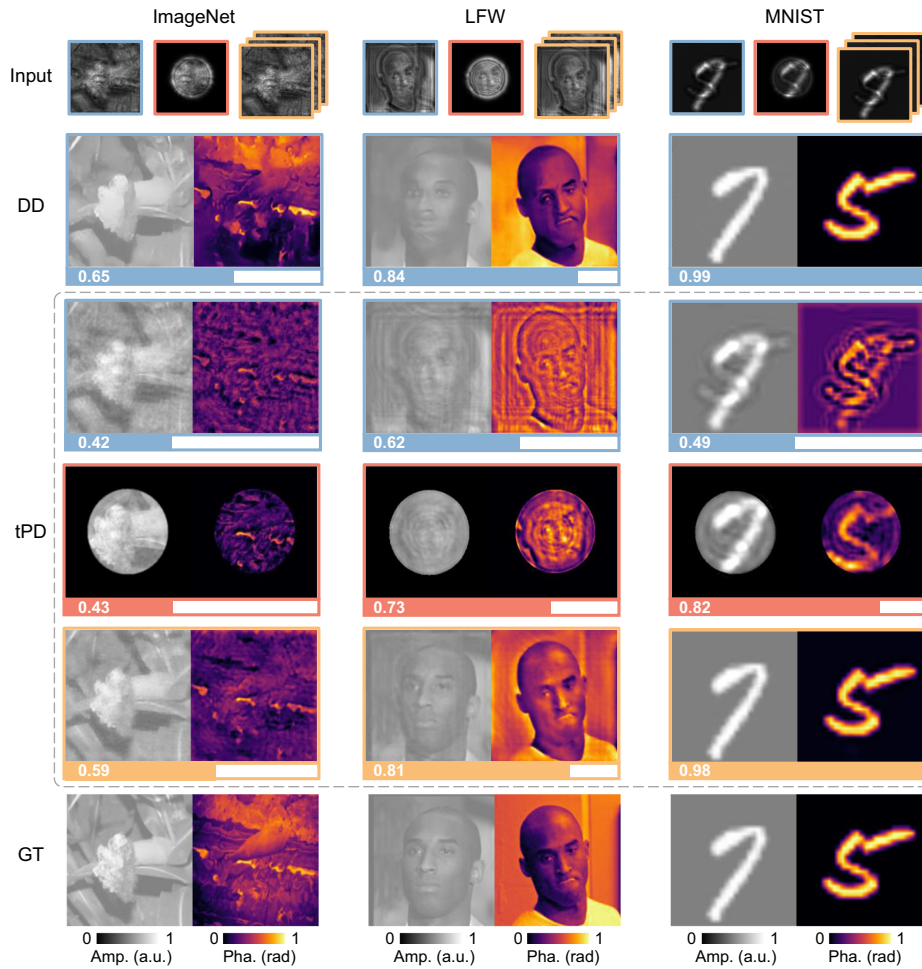 ImageNet LFW MNIST
Input
DD
0.65 0.84 0.99
0.42 0.62 0.49
tPD
0.43 0.73 0.82
0.59 0.81 0.98
GT
0 1 0 1 0 1 0 1 0 1 0 1
Amp. (a.u.) Pha. (rad) Amp. (a.u.) Pha. (rad) Amp. (a.u.) Pha. (rad)